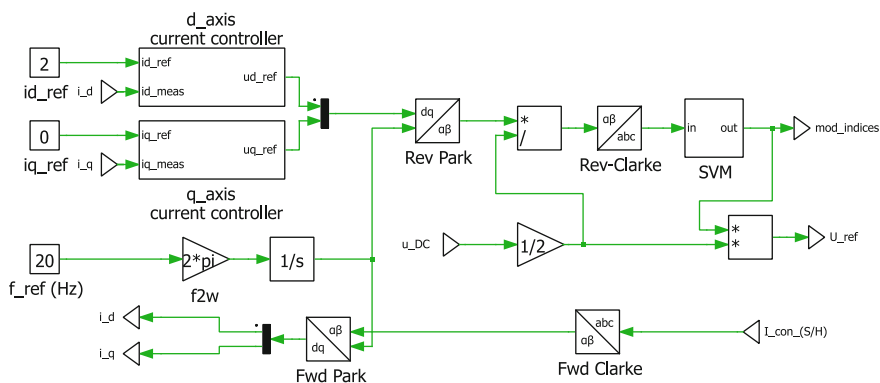 d_axis
current controller
2
id_ref
i_d
id_ref
id_meas
ud_ref
0
iq_ref
i_q
iq_ref
iq_meas
uq_ref
q_axis
current controller
dq
αβ
Rev Park
*
/
αβ
abc
Rev-Clarke
in
out
SVM
mod_indices
u_DC
1/2
*
*
U_ref
20
f_ref (Hz)
2*pi
f2w
1/s
i_d
i_q
αβ
dq
Fwd Park
abc
αβ
Fwd Clarke
I_con_(S/H)